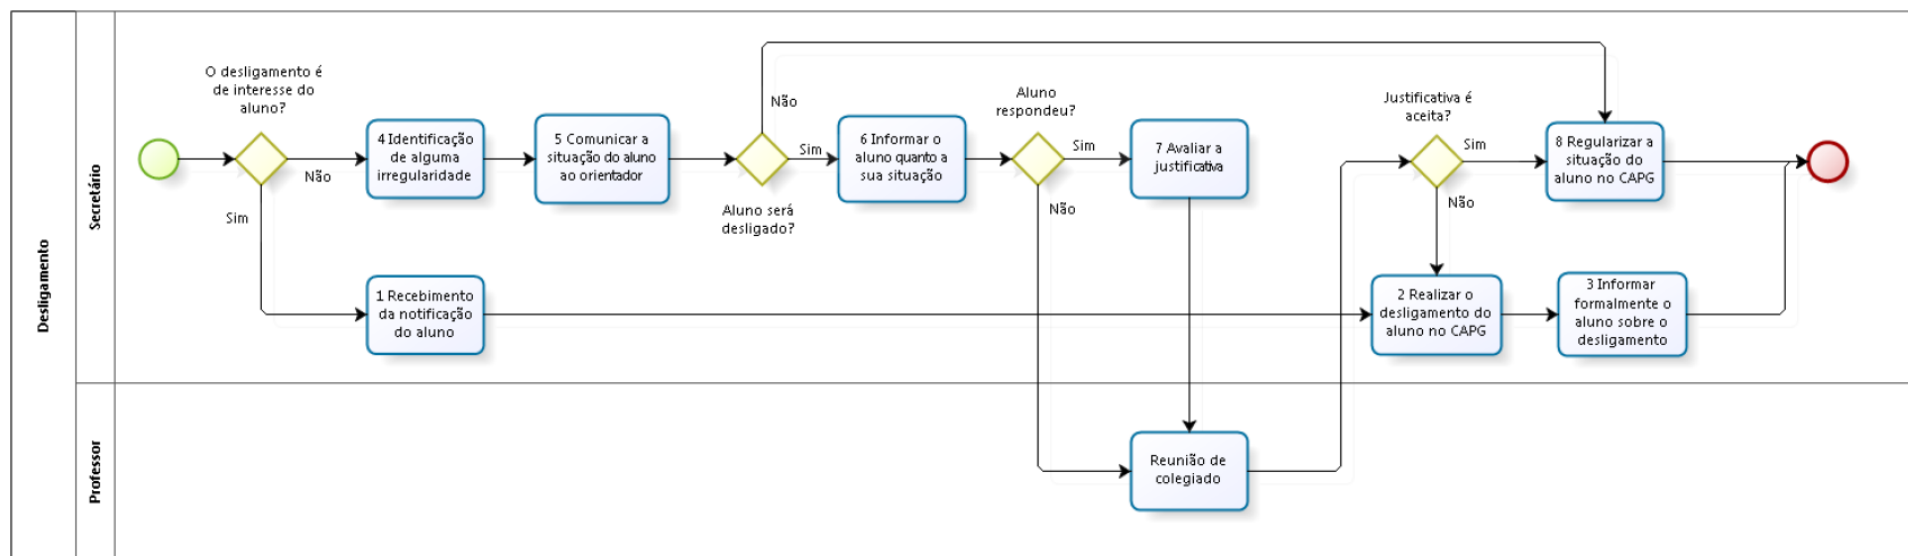 Desligamento
Secretário
O desligamento é
de interesse do
aluno?
Não
Sim
4 Identificação
de alguma
irregularidade
5 Comunicar a
situação do aluno
ao orientador
Não
Sim
Aluno será
desligado?
6 Informar o
aluno quanto a
sua situação
Aluno
respondeu?
Sim
Não
7 Avaliar a
justificativa
Justificativa é
aceita?
Sim
Não
8 Regularizar a
situação do
aluno no CAPG
1 Recebimento
da notificação
do aluno
2 Realizar o
desligamento do
aluno no CAPG
3 Informar
formalmente o
aluno sobre o
desligamento
Professor
Reunião de
colegiado